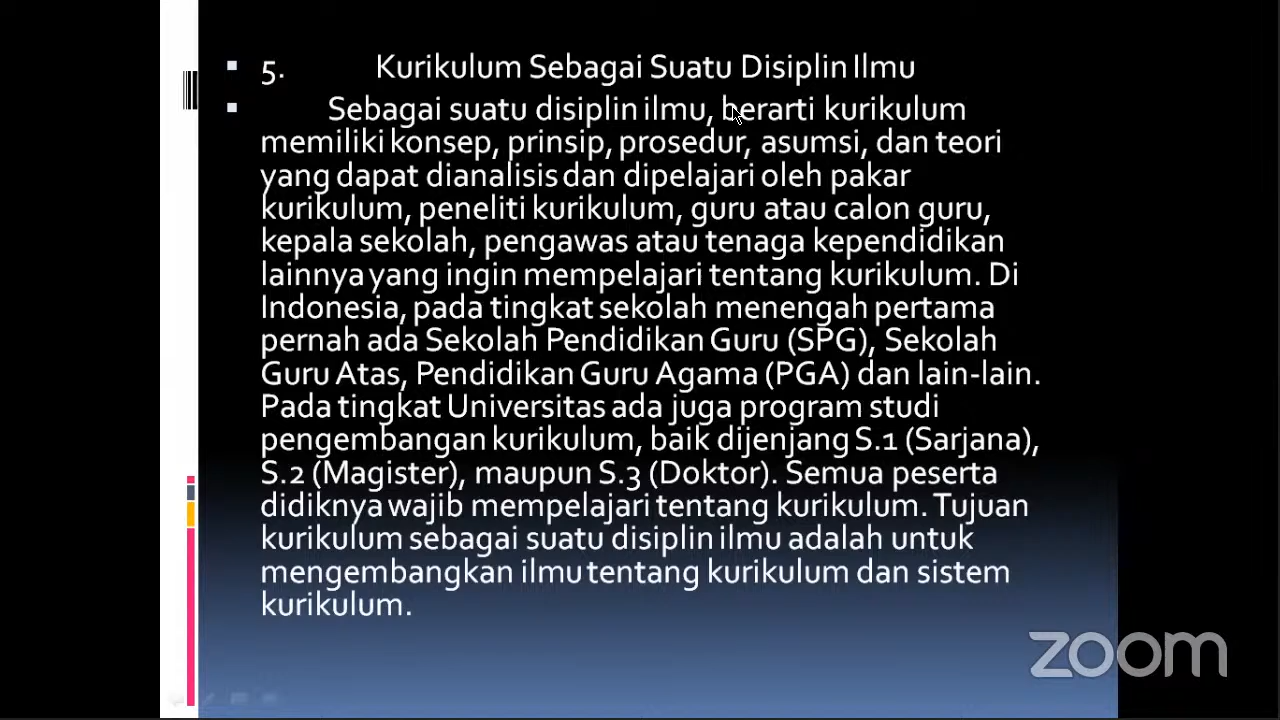 5. Kurikulum Sebagai Suatu Disiplin Ilmu
Sebagai suatu disiplin ilmu, berarti kurikulum
memiliki konsep, prinsip, prosedur, asumsi, dan teori
yang dapat dianalisis dan dipelajari oleh pakar
kurikulum, peneliti kurikulum, guru atau calon guru,
kepala sekolah, pengawas atau tenaga kependidikan
lainnya yang ingin mempelajari tentang kurikulum. Di
Indonesia, pada tingkat sekolah menengah pertama
pernah ada Sekolah Pendidikan Guru (SPG), Sekolah
Guru Atas, Pendidikan Guru Agama (PGA) dan lain-lain.
Pada tingkat Universitas ada juga program studi
pengembangan kurikulum, baik dijenjang S.1 (Sarjana),
S.2 (Magister), maupun S.3 (Doktor). Semua peserta
didiknya wajib mempelajari tentang kurikulum. Tujuan
kurikulum sebagai suatu disiplin ilmu adalah untuk
mengembangkan ilmu tentang kurikulum dan sistem
kurikulum.
zoom